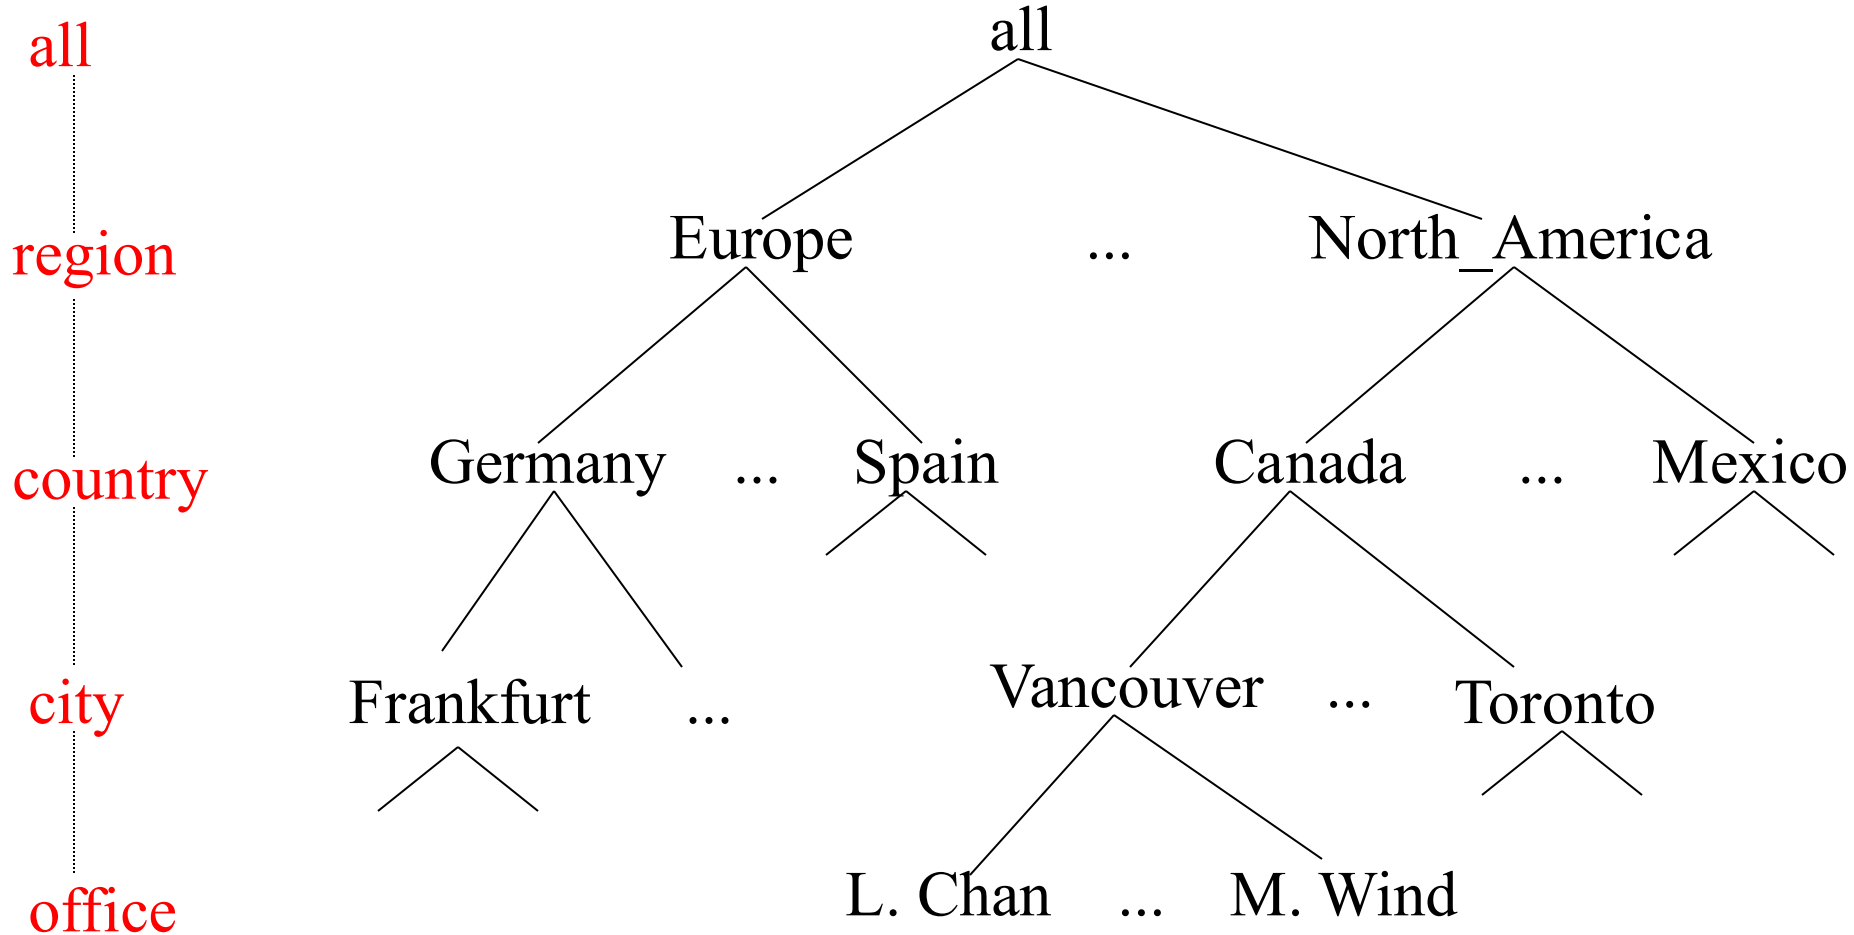 all all
region Europe ... North_America
country Germany ... Spain Canada ... Mexico
city Frankfurt ... Vancouver ... Toronto
office L. Chan ... M. Wind